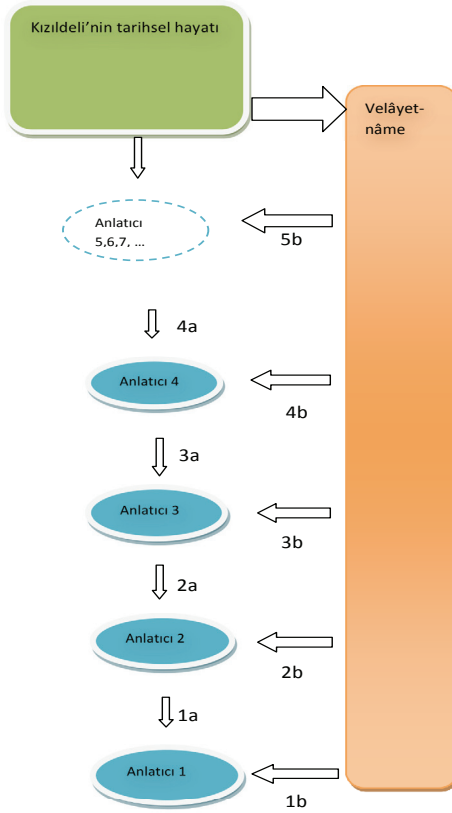 Kızıldeli’nin tarihsel hayatı
Velâyet-
nâme
Anlatıcı
5,6,7, ...
5b
4a
Anlatıcı 4
4b
3a
Anlatıcı 3
3b
2a
Anlatıcı 2
2b
1a
Anlatıcı 1
1b